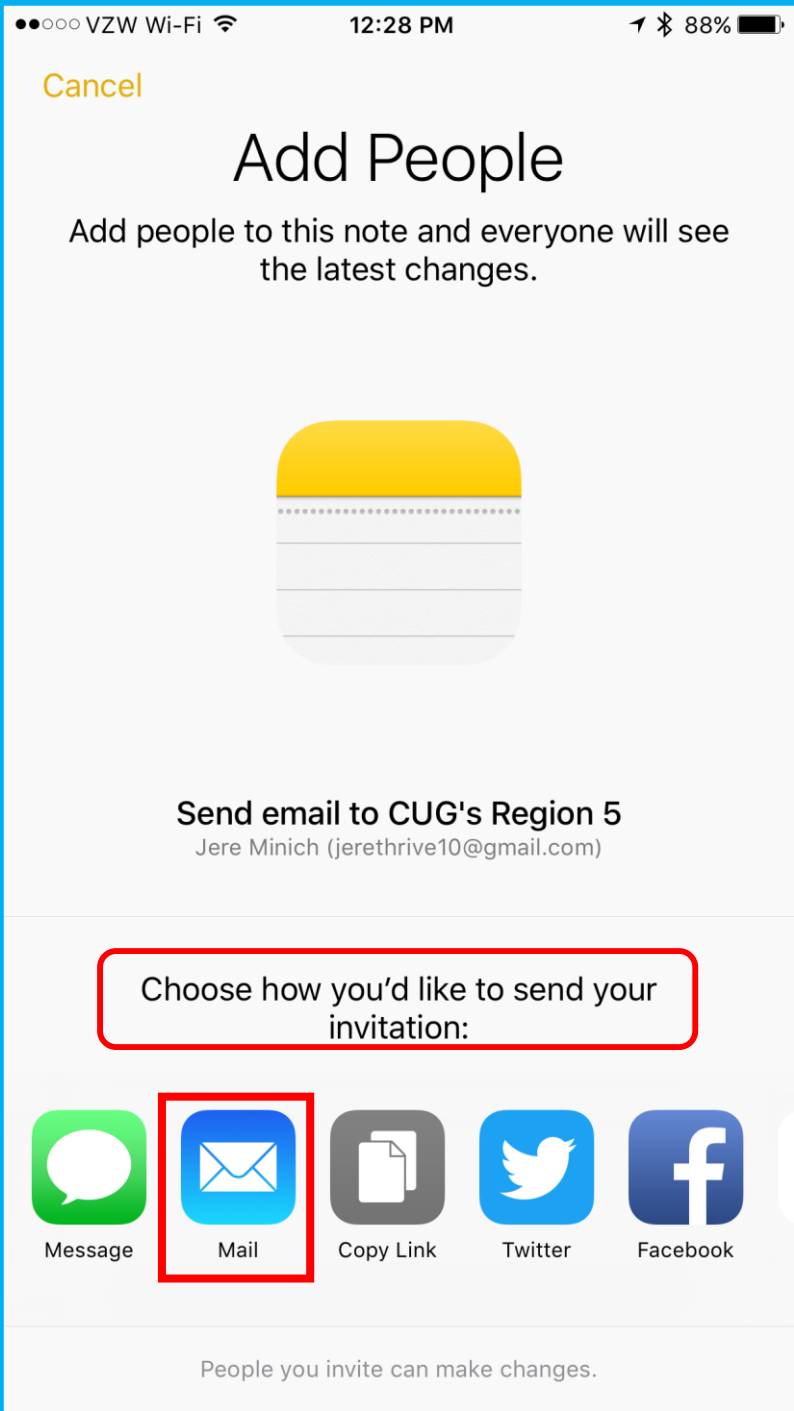 VZW Wi-Fi 12:28 PM 88%
Cancel
Add People
Add people to this note and everyone will see
the latest changes.
Send email to CUG's Region 5
Jere Minich (jerethrive10@gmail.com)
Choose how you’d like to send your
invitation:
Message Mail Copy Link Twitter Facebook
People you invite can make changes.